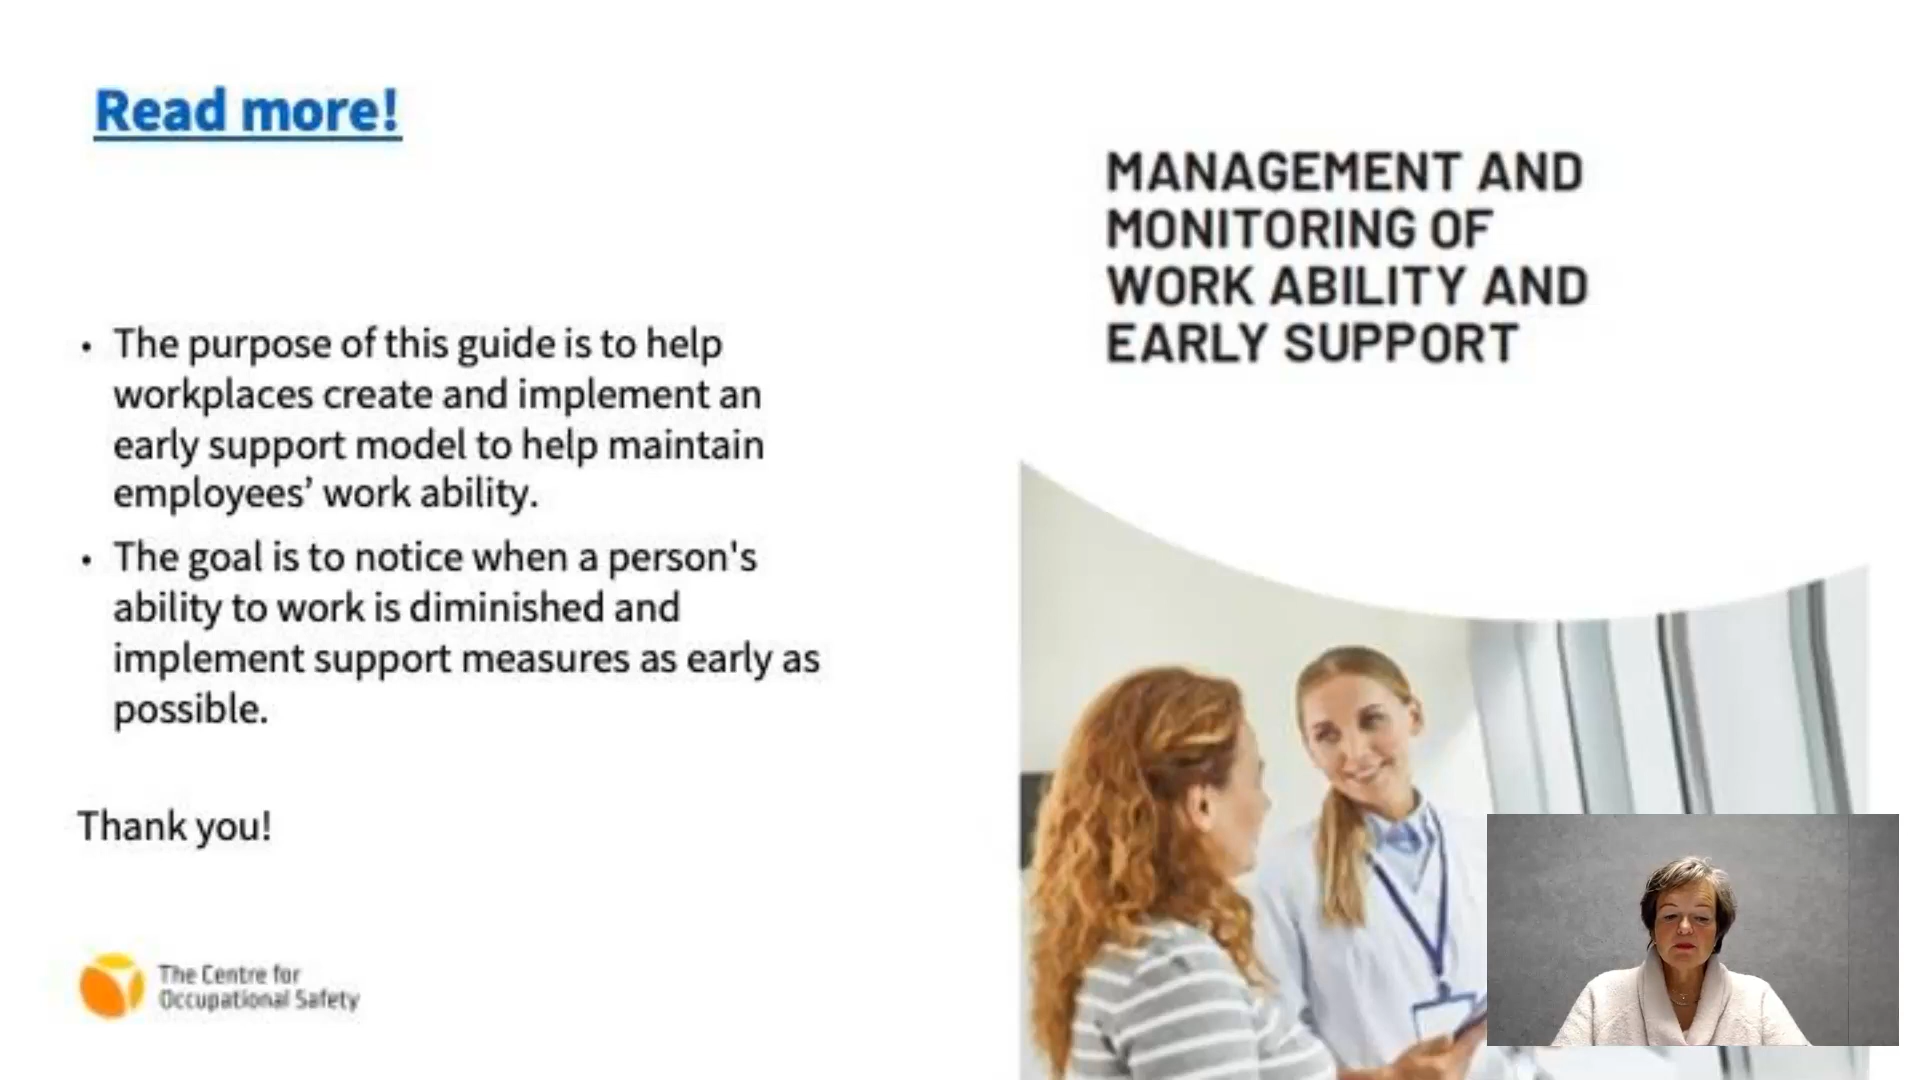 Read more!
• The purpose of this guide is to help
workplaces create and implement an
early support model to help maintain
employees’ work ability.
• The goal is to notice when a person's
ability to work is diminished and
implement support measures as early as
possible.
Thank you!
The Centre for
Occupational Safety
MANAGEMENT AND
MONITORING OF
WORK ABILITY AND
EARLY SUPPORT